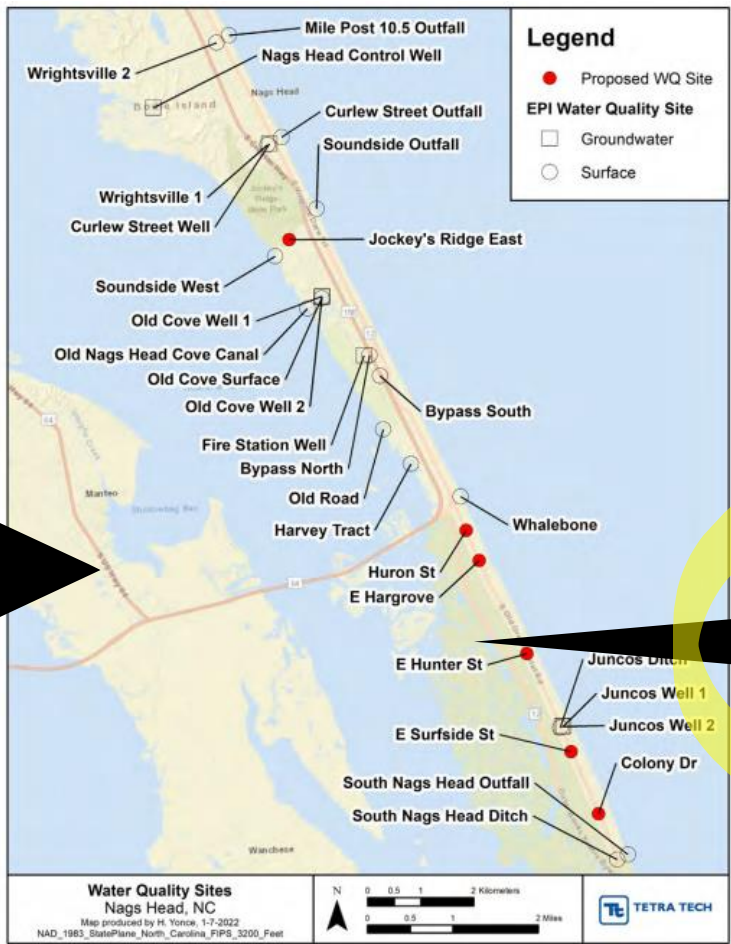 Mile Post 10.5 Outfall
Nags Head Control Well
Wrightsville 2
Nags Head
Curlew Street Outfall
Soundside Outfall
Wrightsville 1
Curlew Street Well
Jockey's Ridge East
Soundside West
Old Cove Well 1
Old Nags Head Cove Canal
Old Cove Surface
Old Cove Well 2
Bypass South
Fire Station Well
Bypass North
Old Road
Harvey Tract
Whalebone
Manteo
Huron St
E Hargrove
64
64
E Hunter St
Juncos Ditch
Juncos Well 1
Juncos Well 2
E Surfside St
Colony Dr
South Nags Head Outfall
South Nags Head Ditch
Wanchese
Legend
Proposed WQ Site
EPI Water Quality Site
Groundwater
Surface
Water Quality Sites
Nags Head, NC
Map produced by H. Yonce, 1-7-2022
NAD_1983_StatePlane_North_Carolina_FIPS_3200_Feet
N
0 0.5 1 2 Kilometers
0 0.5 1 2 Miles
TETRA TECH